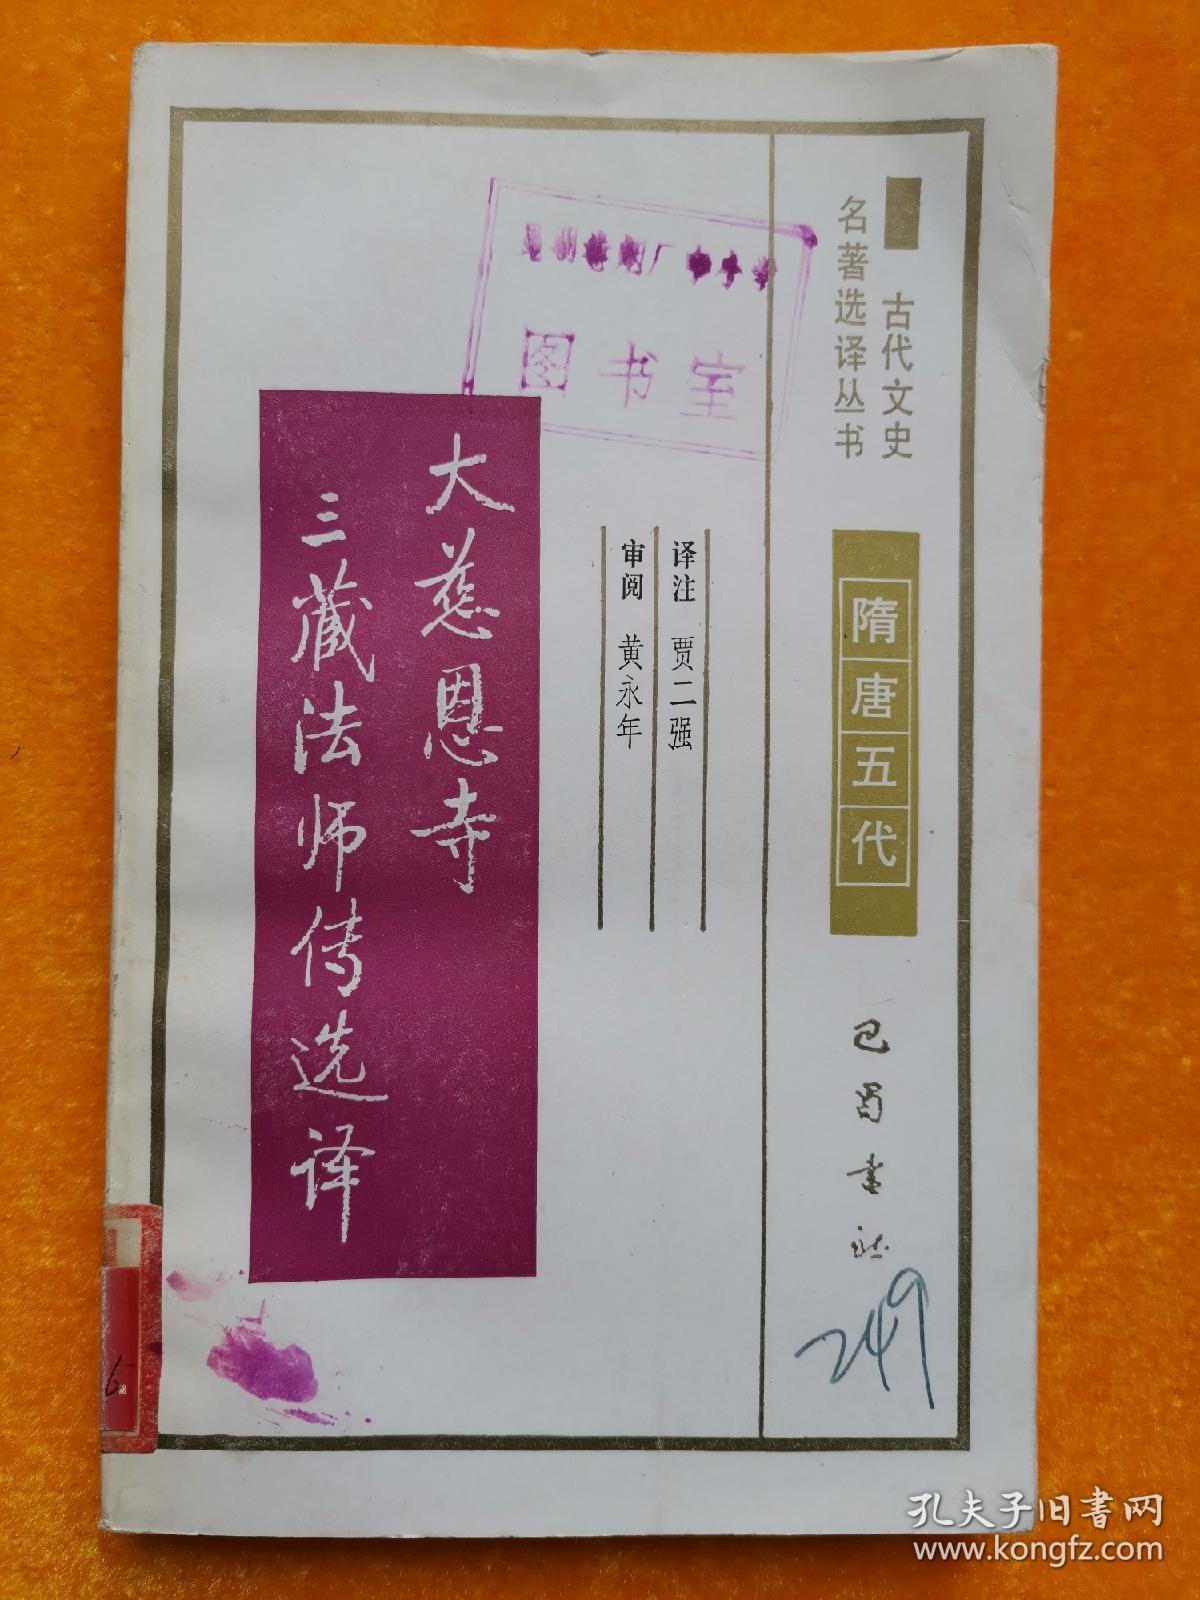 古代文史
名著选译丛书
隋唐五代
巴蜀书社
249
译注 贾二强
审阅 黄永年
图书室
大慈恩寺
三藏法师传选译
6
孔夫子旧書网
www.kongfz.com